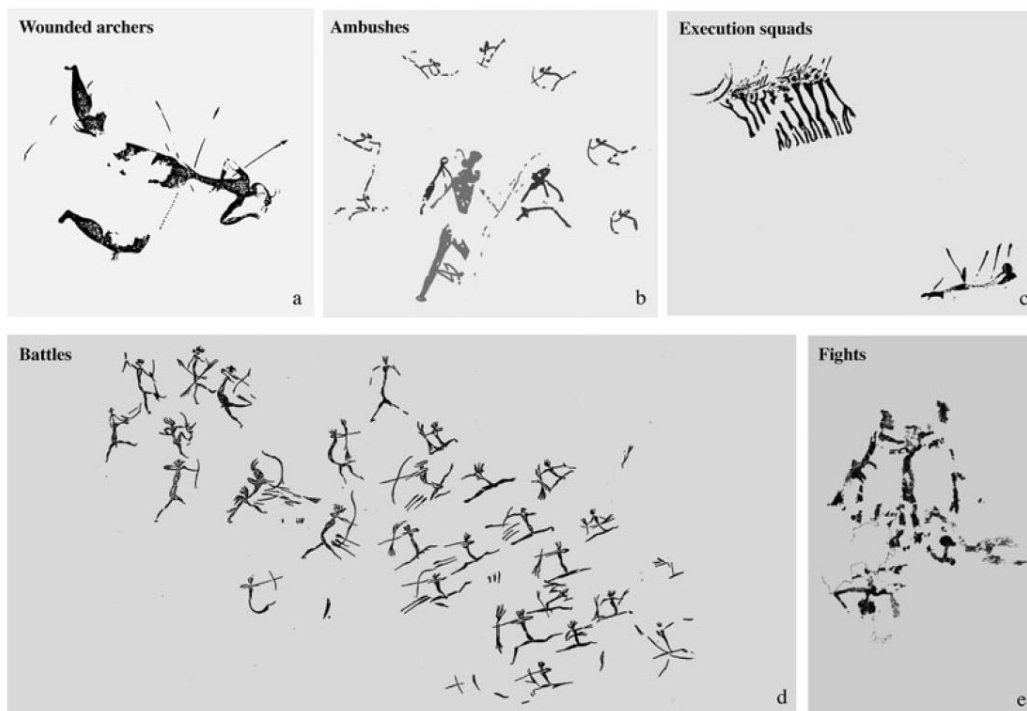 Wounded archers
a
Ambushes
b
Execution squads
c
Battles
d
Fights
e